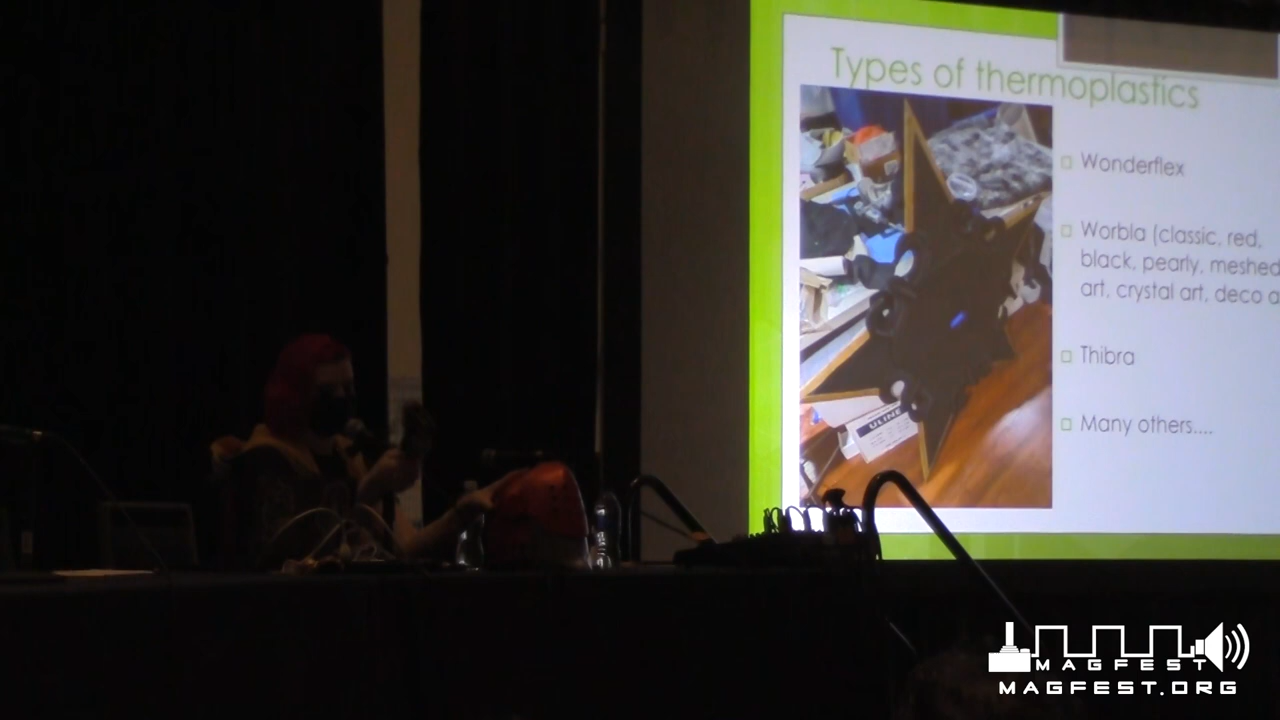 Types of thermoplastics
Wonderflex
Worbla (classic, red,
black, pearly, meshed
art, crystal art, deco a
Thibra
Many others....
ULINE
MAGFEST
MAGFEST.ORG